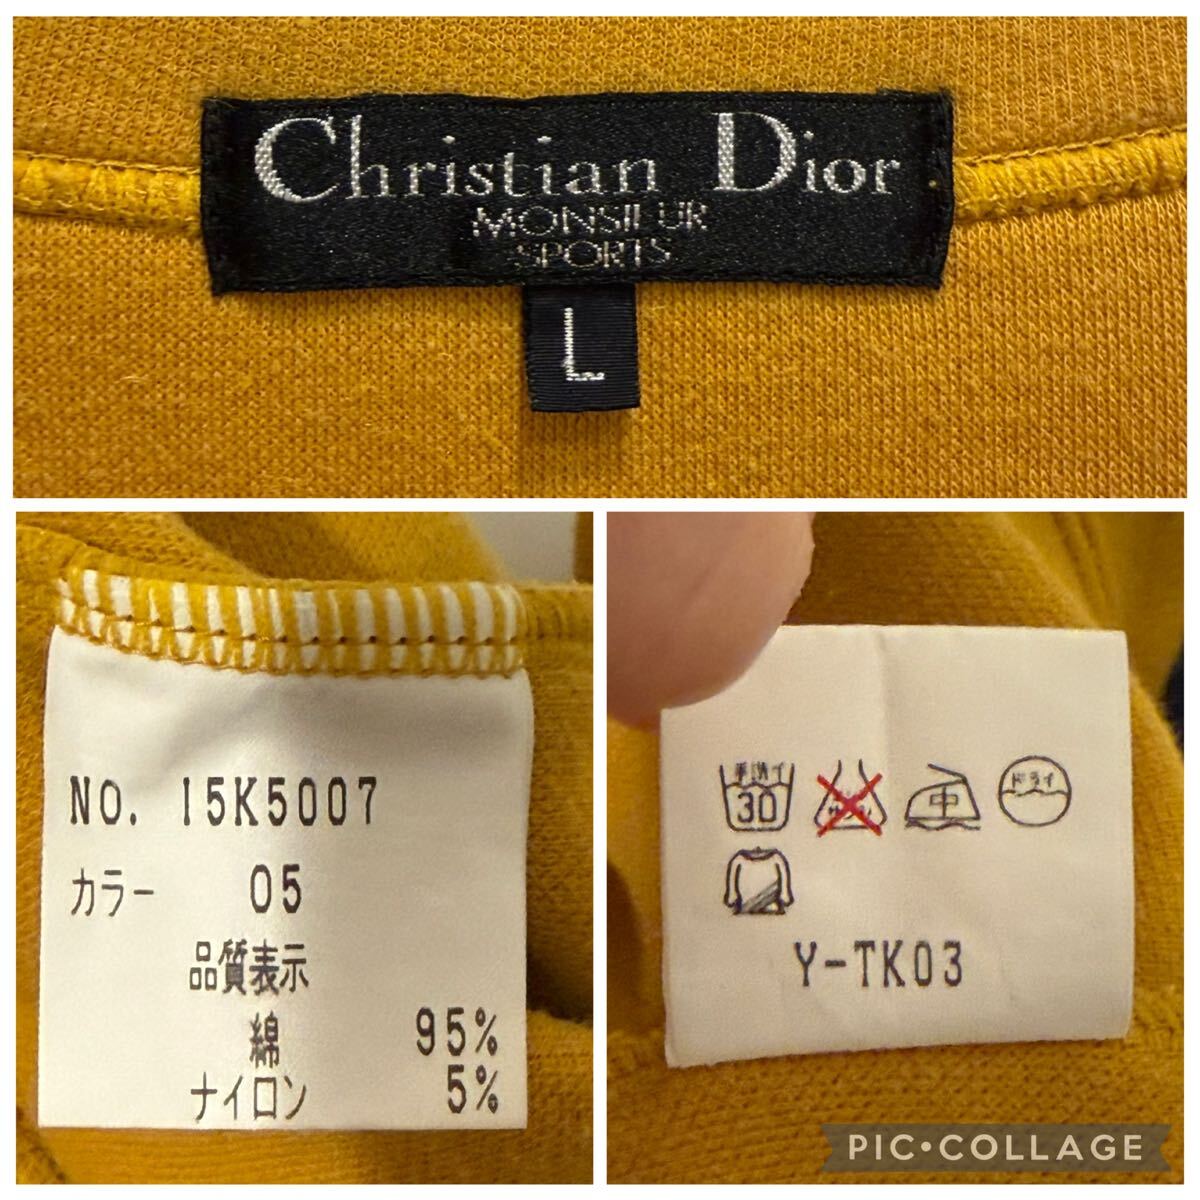 Christian Dior
MONSIEUR
SPORTS
L
NO. 15K5007
カラー 05
品質表示
綿 95%
ナイロン 5%
手洗イ
30
中
ドライ
Y-TK03
PIC•COLLAGE